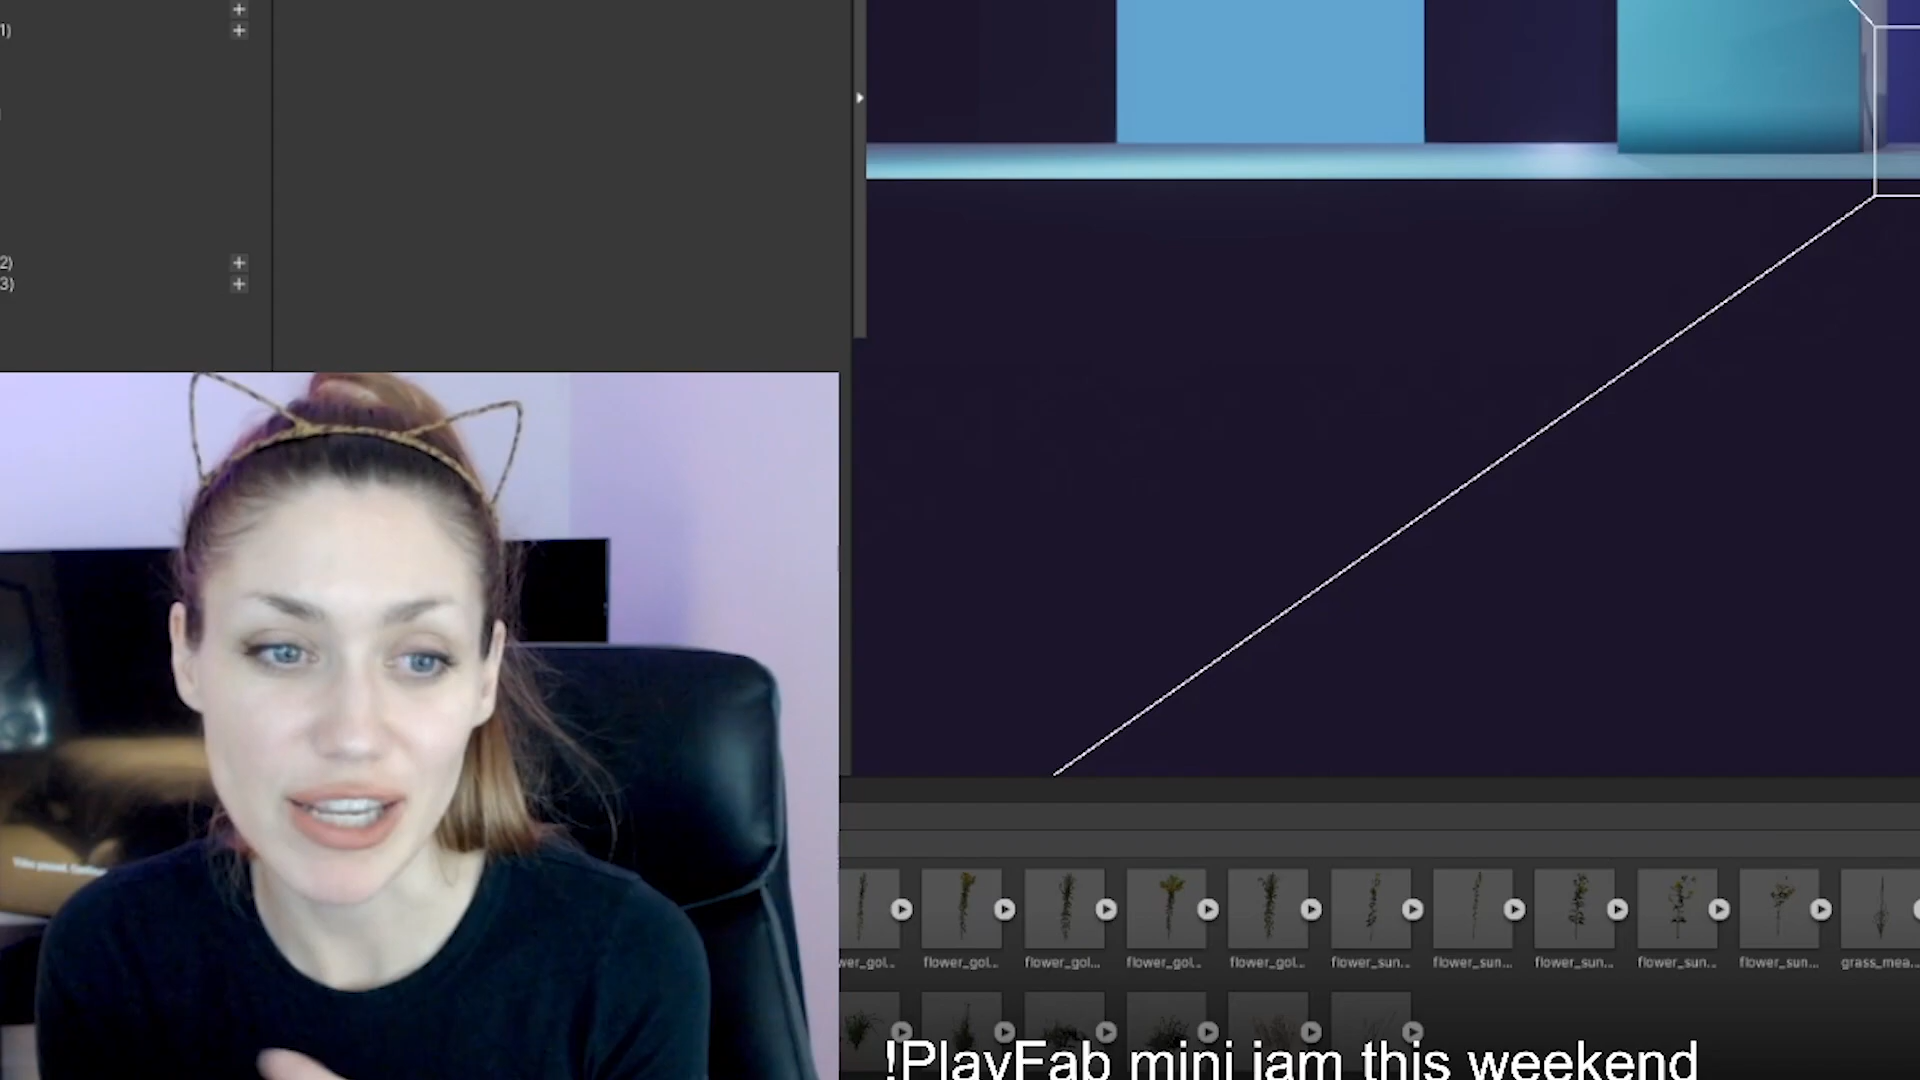 1)
2)
3)
wer_gol...
flower_gol...
flower_gol...
flower_gol...
flower_gol...
flower_sun...
flower_sun...
flower_sun...
flower_sun...
flower_sun...
grass_mea...
!PlayFab mini jam this weekend